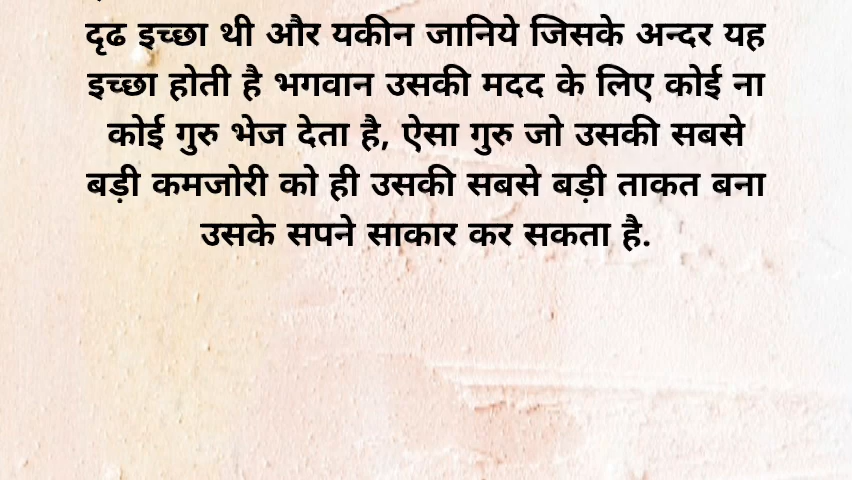 दृढ इच्छा थी और यकीन जानिये जिसके अन्दर यह
इच्छा होती है भगवान उसकी मदद के लिए कोई ना
कोई गुरु भेज देता है, ऐसा गुरु जो उसकी सबसे
बड़ी कमजोरी को ही उसकी सबसे बड़ी ताकत बना
उसके सपने साकार कर सकता है.